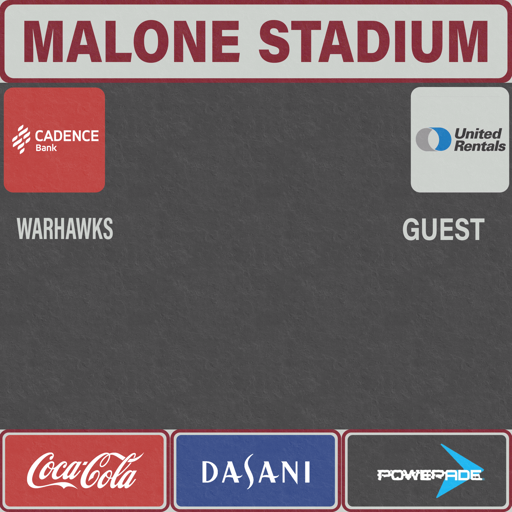 MALONE STADIUM
CADENCE
Bank
United
Rentals
WARHAWKS
GUEST
Coca-Cola
DASANI
POWERADE